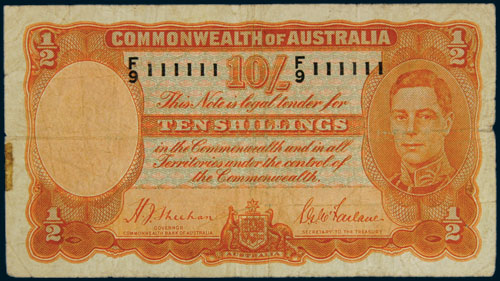 1/2 COMMONWEALTH OF AUSTRALIA 1/2
F/9 111111 10/- F/9 111111
This Note is legal tender for
TEN SHILLINGS
in the Commonwealth and in all
Territories under the control of
the Commonwealth.
H.J. Sheehan S.G. McFarlane
GOVERNOR SECRETARY TO THE TREASURY
COMMONWEALTH BANK OF AUSTRALIA
1/2 AUSTRALIA 1/2